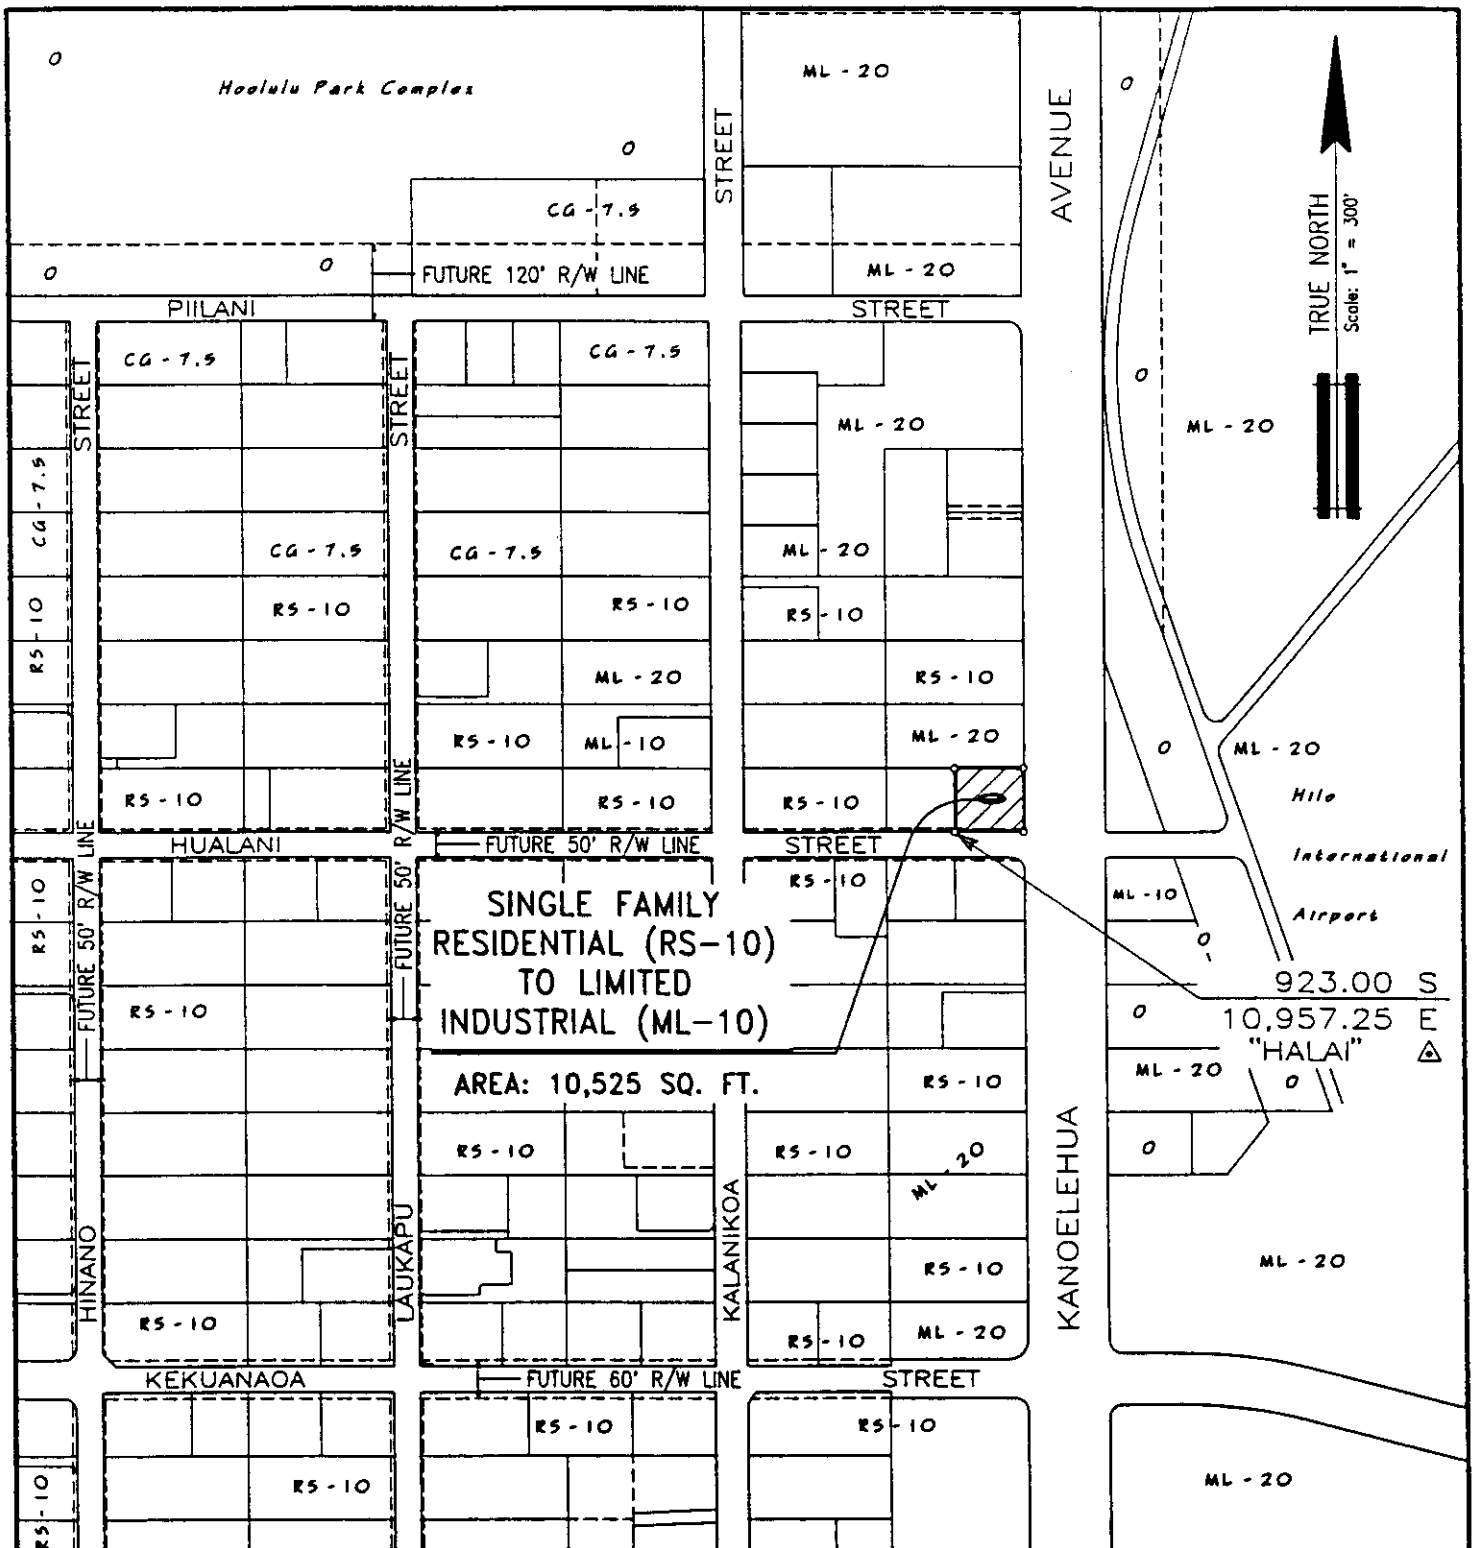 O
Hoolulu Park Complex
ML - 20
O
STREET
AVENUE
O
TRUE NORTH
Scale: 1" = 300'
CG - 7.5
O
O
FUTURE 120' R/W LINE
ML - 20
PIILANI
STREET
STREET
CG - 7.5
STREET
CG - 7.5
O
ML - 20
ML - 20
CG - 7.5
CG - 7.5
CG - 7.5
ML - 20
RS - 10
RS - 10
RS - 10
RS - 10
ML - 20
RS - 10
RS - 10
ML - 10
ML - 20
O
ML - 20
RS - 10
RS - 10
RS - 10
Hilo
International
Airport
HUALANI
FUTURE 50' R/W LINE
STREET
FUTURE 50' R/W LINE
FUTURE 50' R/W LINE
RS - 10
RS - 10
ML - 10
SINGLE FAMILY
RESIDENTIAL (RS-10)
TO LIMITED
INDUSTRIAL (ML-10)
AREA: 10,525 SQ. FT.
O
923.00 S
10,957.25 E
"HALAI"
RS - 10
O
RS - 10
ML - 20
O
RS - 10
RS - 10
ML - 20
O
HINANO
LAUKAPU
KALANIKOA
KANOELEHUA
RS - 10
ML - 20
RS - 10
RS - 10
ML - 20
KEKUANAOA
FUTURE 60' R/W LINE
STREET
RS - 10
RS - 10
RS - 10
RS - 10
ML - 20